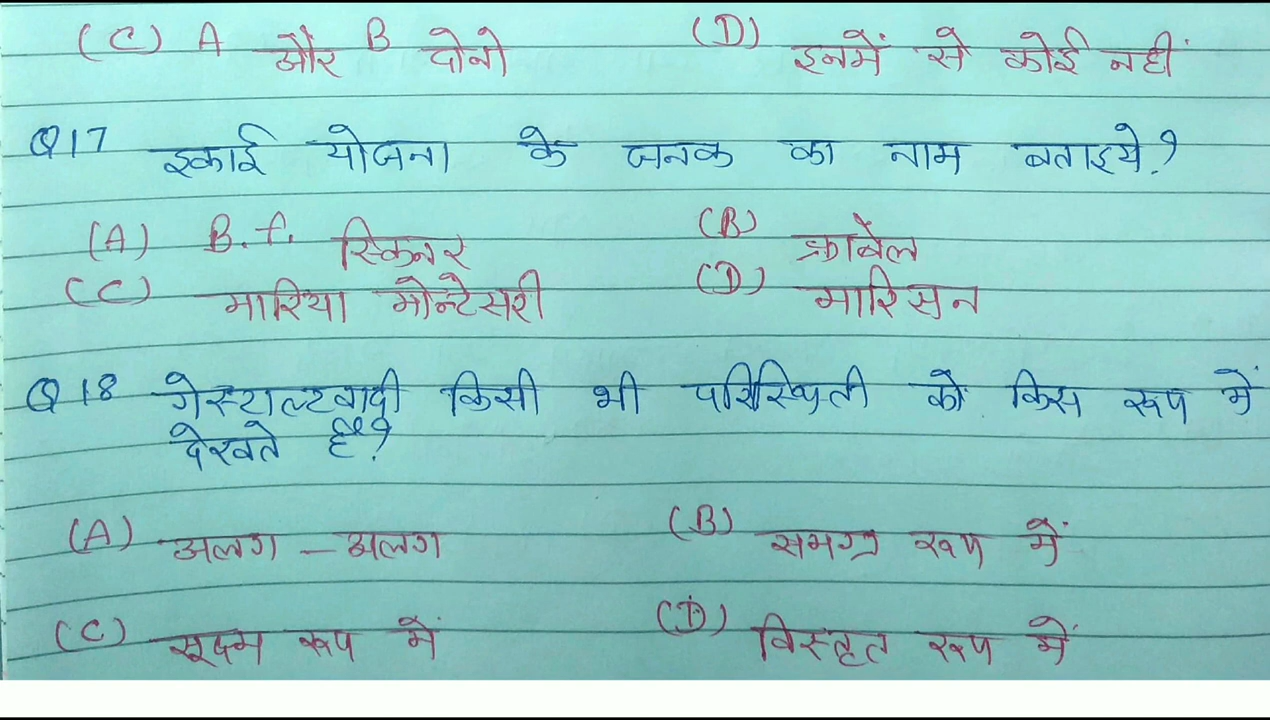 (C) A और B दोनो (D) इनमें से कोई नहीं
Q17 इकाई योजना के जनक का नाम बताइये?
(A) B.f. स्किनर (B) फ्राबेल
(C) मारिया मोन्टेसरी (D) मारिसन
Q18 गेस्टाल्टवादी किसी भी परिस्थिती को किस रूप में
देखते हैं?
(A) अलग - अलग (B) समग्र रूप में
(C) सूक्ष्म रूप में (D) विस्तृत रूप में